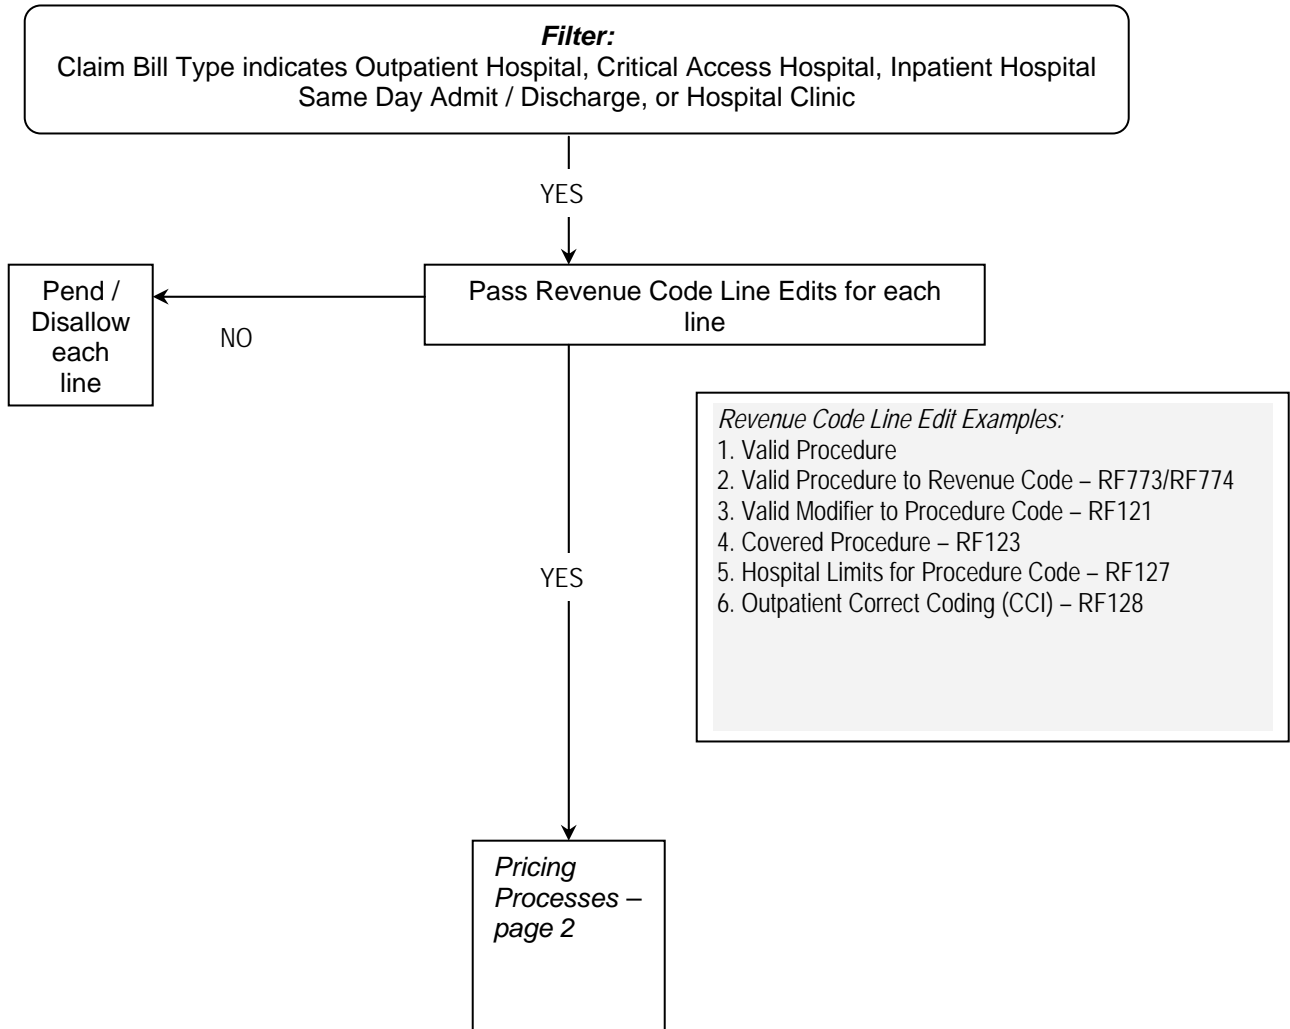 Filter:
Claim Bill Type indicates Outpatient Hospital, Critical Access Hospital, Inpatient Hospital
Same Day Admit / Discharge, or Hospital Clinic
YES
Pend /
Disallow
each
line
NO
Pass Revenue Code Line Edits for each
line
Revenue Code Line Edit Examples:
1. Valid Procedure
2. Valid Procedure to Revenue Code – RF773/RF774
3. Valid Modifier to Procedure Code – RF121
4. Covered Procedure – RF123
5. Hospital Limits for Procedure Code – RF127
6. Outpatient Correct Coding (CCI) – RF128
YES
Pricing
Processes –
page 2